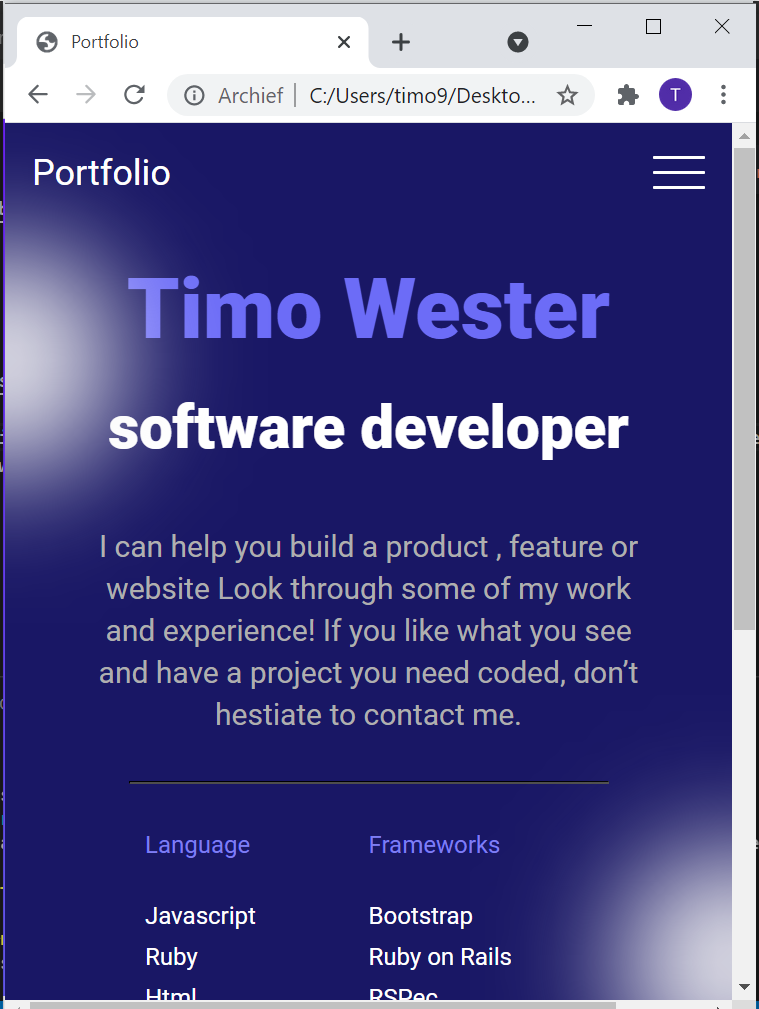 Portfolio
Archief | C:/Users/timo9/Deskto...
T
Portfolio
Timo Wester
software developer
I can help you build a product , feature or
website Look through some of my work
and experience! If you like what you see
and have a project you need coded, don’t
hestiate to contact me.
Language Frameworks
Javascript Bootstrap
Ruby Ruby on Rails
Html RSPec